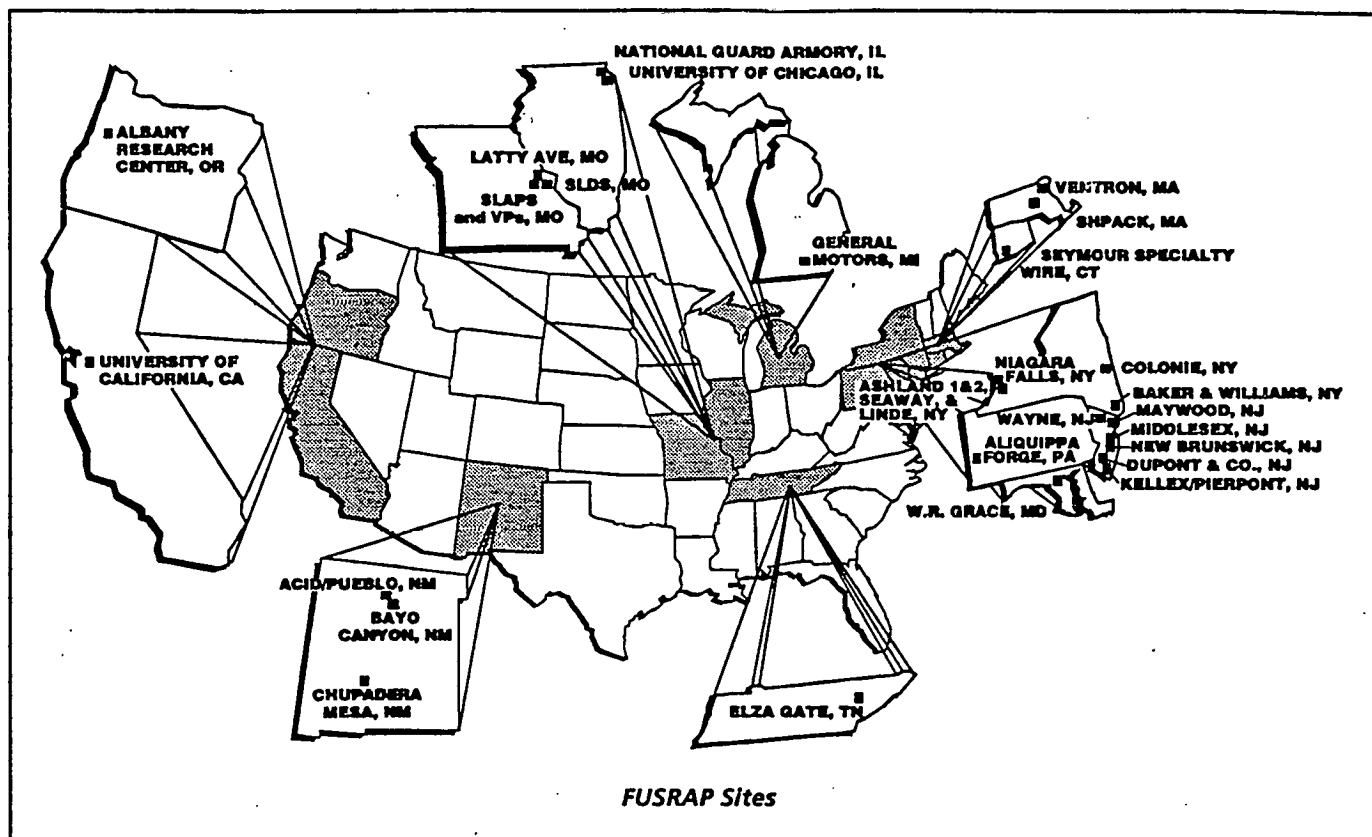 NATIONAL GUARD ARMORY, IL
UNIVERSITY OF CHICAGO, IL
ALBANY
RESEARCH
CENTER, OR
LATTY AVE, MO
SLDS, MO
SLAPS
and VPs, MO
GENERAL
MOTORS, MI
VENTRON, MA
SHPACK, MA
SEYMOUR SPECIALTY
WIRE, CT
UNIVERSITY OF
CALIFORNIA, CA
NIAGARA
FALLS, NY
COLONIE, NY
ASHLAND 1&2,
SEAWAY, &
LINDE, NY
BAKER & WILLIAMS, NY
WAYNE, NJ
MAYWOOD, NJ
MIDDLESEX, NJ
NEW BRUNSWICK, NJ
ALIQUIPPA
FORGE, PA
DUPONT & CO., NJ
KELLEX/PIERPONT, NJ
W.R. GRACE, MD
ACID/PUEBLO, NM
BAYO
CANYON, NM
CHUPADERA
MESA, NM
ELZA GATE, TN
FUSRAP Sites